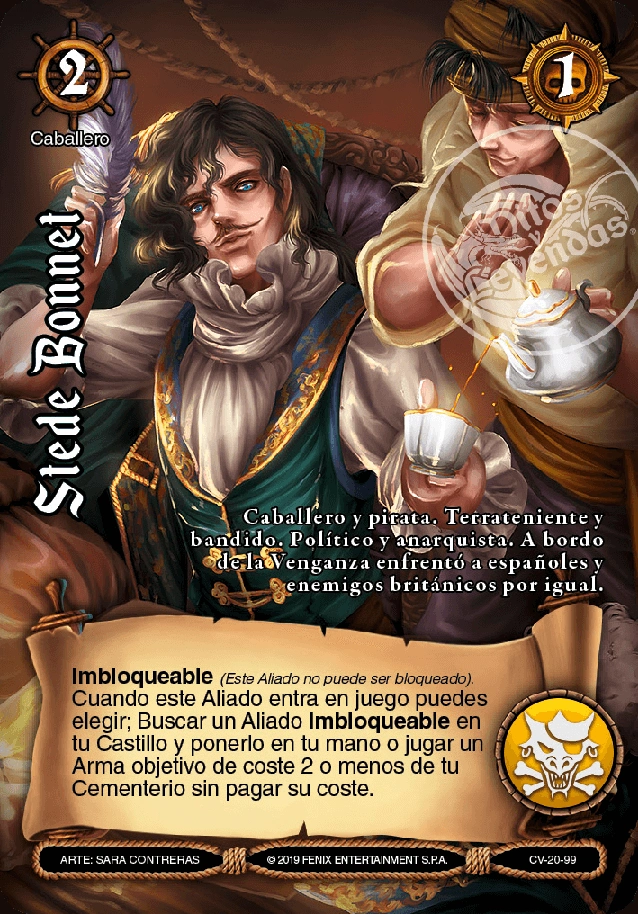 2
1
Caballero
Mitos
y
Leyendas
Stede Bonnet
Caballero y pirata. Terrateniente y
bandido. Político y anarquista. A bordo
de la Venganza enfrentó a españoles y
enemigos británicos por igual.
Imbloqueable (Este Aliado no puede ser bloqueado).
Cuando este Aliado entra en juego puedes
elegir; Buscar un Aliado Imbloqueable en
tu Castillo y ponerlo en tu mano o jugar un
Arma objetivo de coste 2 o menos de tu
Cementerio sin pagar su coste.
ARTE: SARA CONTRERAS
© 2019 FENIX ENTERTAINMENT S.P.A.
CV-20-99